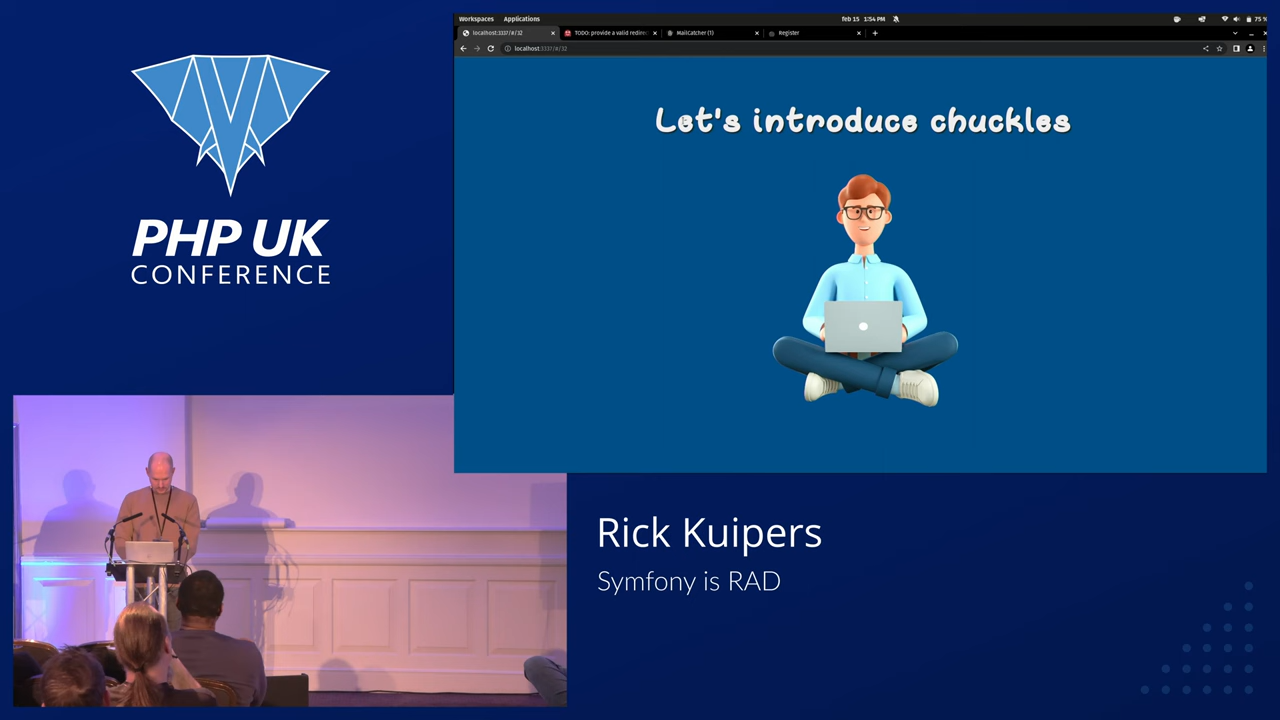 PHP UK
CONFERENCE
Workspaces Applications
feb 15 1:54 PM
75 %
localhost:3337/#/32
TODO: provide a valid redire
MailCatcher (1)
Register
localhost:3337/#/32
Let's introduce chuckles
Rick Kuipers
Symfony is RAD